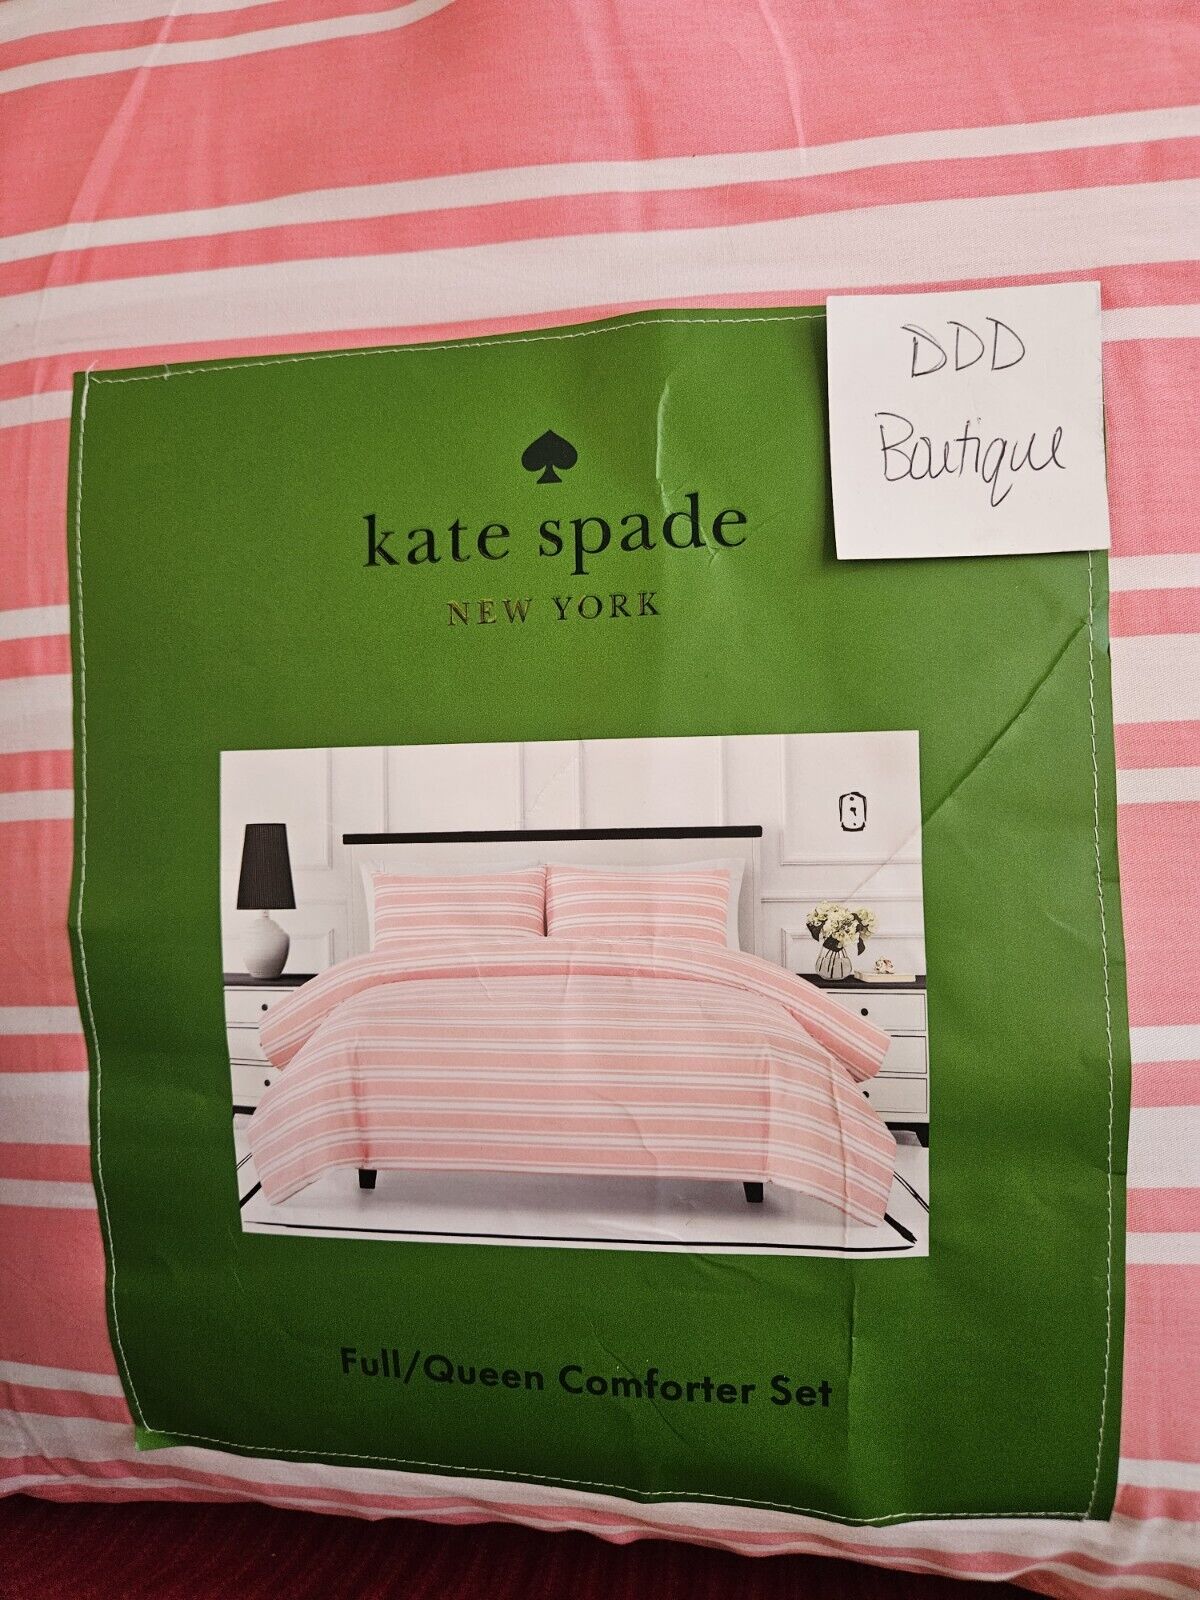 DDD
Boutique
kate spade
NEW YORK
Full/Queen Comforter Set